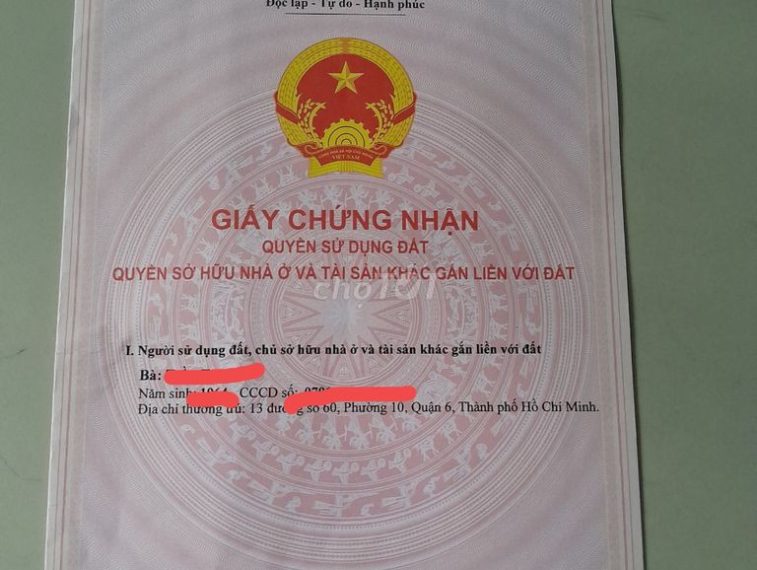 Độc lập - Tự do - Hạnh phúc
VIỆT NAM
GIẤY CHỨNG NHẬN
QUYỀN SỬ DỤNG ĐẤT
QUYỀN SỞ HỮU NHÀ Ở VÀ TÀI SẢN KHÁC GẮN LIỀN VỚI ĐẤT
chợTỐT
I. Người sử dụng đất, chủ sở hữu nhà ở và tài sản khác gắn liền với đất
Bà:
Năm sinh: CCCD số:
Địa chỉ thường trú: 13 đường số 60, Phường 10, Quận 6, Thành phố Hồ Chí Minh.